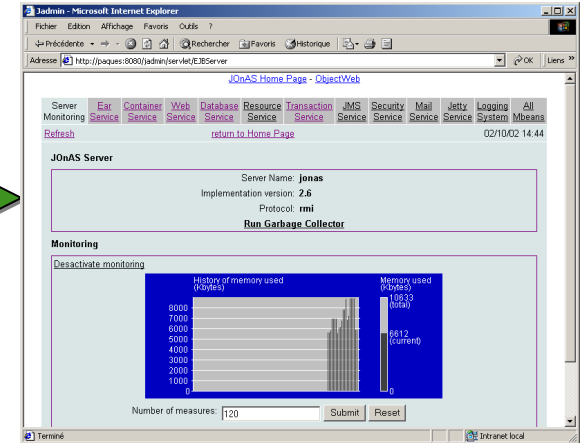 Jadmin - Microsoft Internet Explorer
Fichier Edition Affichage Favoris Outils ?
Précédente Rechercher Favoris Historique
Adresse http://paques:8080/jadmin/servlet/EJBServer OK Liens »
JOnAS Home Page - ObjectWeb
Server Monitoring Ear Service Container Service Web Service Database Service Resource Service Transaction Service JMS Service Security Service Mail Service Jetty Service Logging System All Mbeans
Refresh return to Home Page 02/10/02 14:44
JOnAS Server
Server Name: jonas
Implementation version: 2.6
Protocol: rmi
Run Garbage Collector
Monitoring
Desactivate monitoring
History of memory used
(Kbytes)
8000
7000
6000
5000
4000
3000
2000
1000
0
Memory used
(Kbytes)
10633
(total)
6612
(current)
0
Number of measures: 120 Submit Reset
Terminé Intranet local